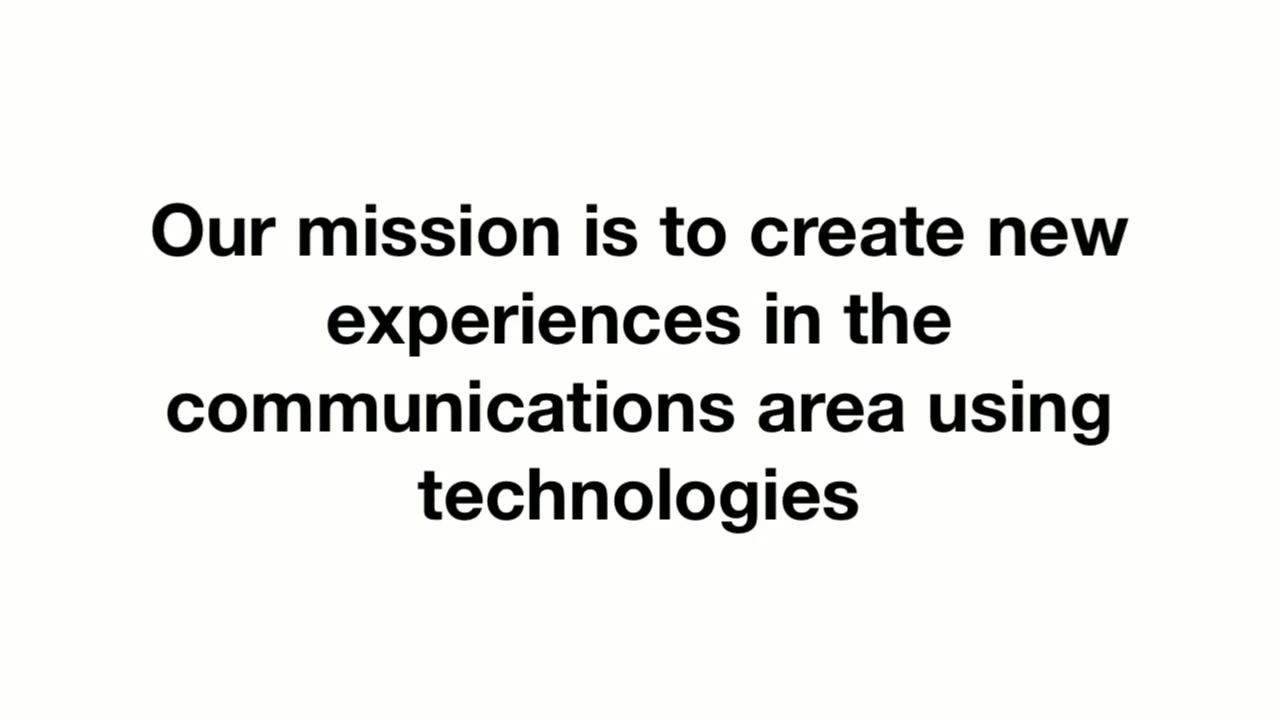 Our mission is to create new
experiences in the
communications area using
technologies